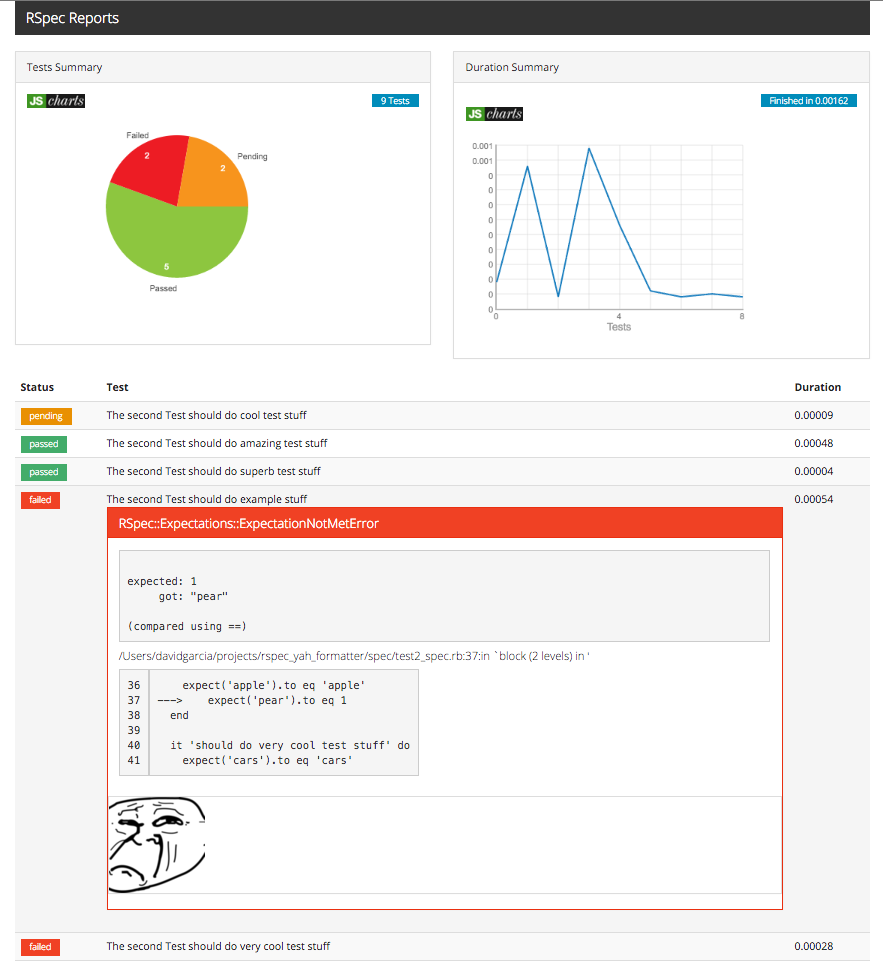 RSpec Reports
Tests Summary
JS charts
9 Tests
Failed
2
Pending
2
5
Passed
Duration Summary
Finished in 0.00162
JS charts
0.001
0.001
0
0
0
0
0
0
0
0
0
0
0
4
8
Tests
Status Test Duration
pending The second Test should do cool test stuff 0.00009
passed The second Test should do amazing test stuff 0.00048
passed The second Test should do superb test stuff 0.00004
failed The second Test should do example stuff 0.00054
RSpec::Expectations::ExpectationNotMetError
expected: 1
got: "pear"
(compared using ==)
/Users/davidgarcia/projects/rspec_yah_formatter/spec/test2_spec.rb:37:in `block (2 levels) in '
36 expect('apple').to eq 'apple'
37 ---> expect('pear').to eq 1
38 end
39
40 it 'should do very cool test stuff' do
41 expect('cars').to eq 'cars'
failed The second Test should do very cool test stuff 0.00028